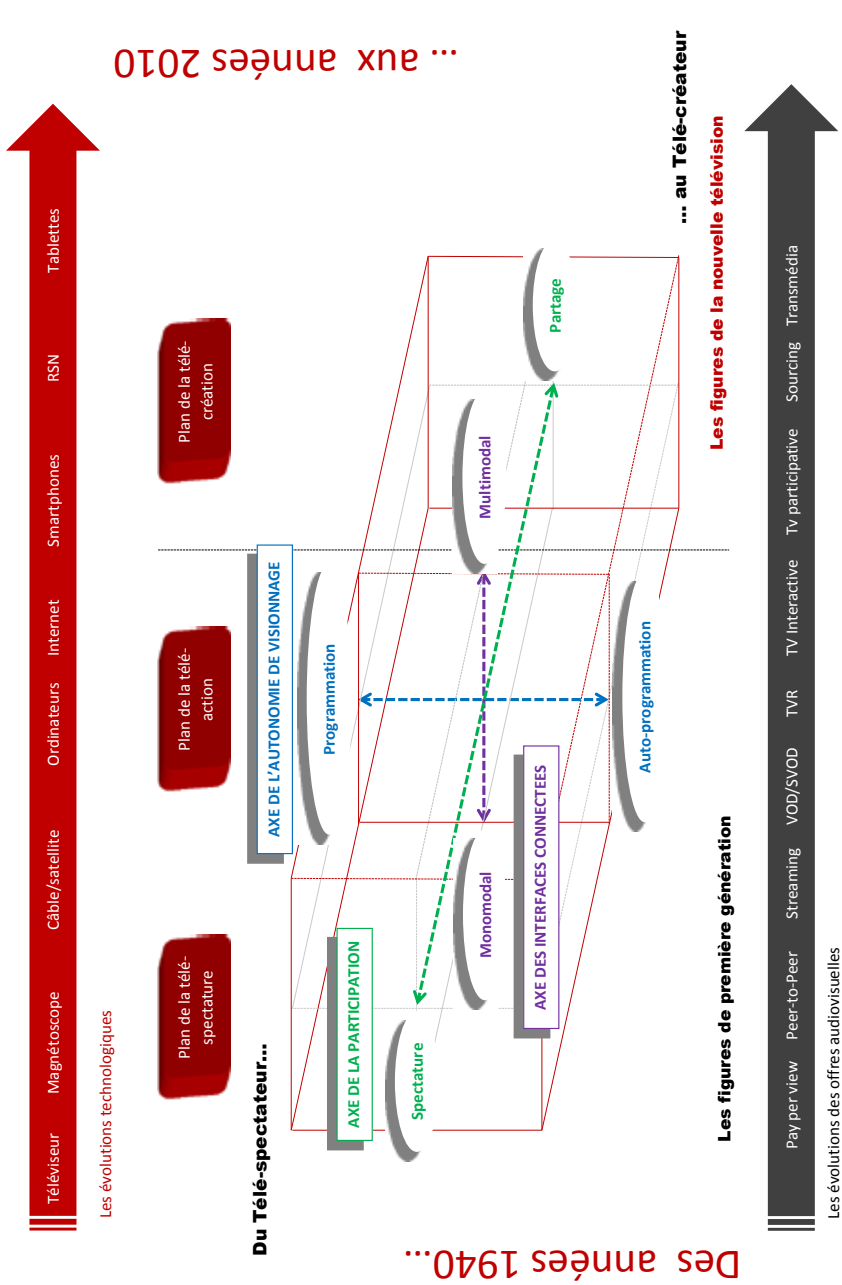 Téléviseur Magnétoscope Câble/satellite Ordinateurs Internet Smartphones RSN Tablettes
Les évolutions technologiques
Des années 1940...
... aux années 2010
Plan de la télé-
spectature
Plan de la télé-
action
Plan de la télé-
création
Du Télé-spectateur...
AXE DE L'AUTONOMIE DE VISIONNAGE
Programmation
AXE DE LA PARTICIPATION
Spectature
Monomodal
Multimodal
AXE DES INTERFACES CONNECTEES
Partage
Auto-programmation
... au Télé-créateur
Les figures de première génération
Les figures de la nouvelle télévision
Pay per view Peer-to-Peer Streaming VOD/SVOD TVR TV Interactive Tv participative Sourcing Transmédia
Les évolutions des offres audiovisuelles